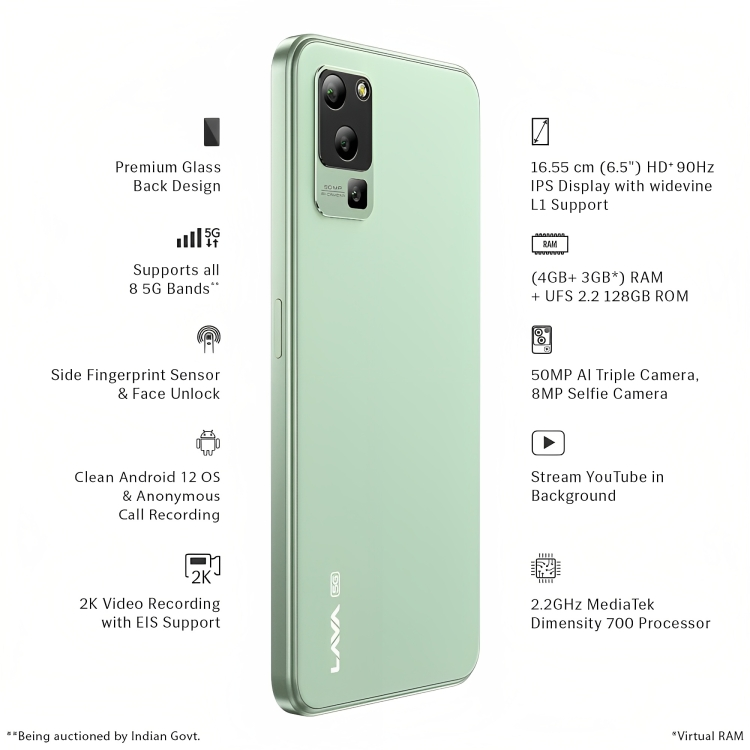 Premium Glass
Back Design
5G
Supports all
8 5G Bands**
Side Fingerprint Sensor
& Face Unlock
Clean Android 12 OS
& Anonymous
Call Recording
2K
2K Video Recording
with EIS Support
50MP
LAVA 5G
16.55 cm (6.5") HD+ 90Hz
IPS Display with widevine
L1 Support
RAM
(4GB+ 3GB*) RAM
+ UFS 2.2 128GB ROM
50MP AI Triple Camera,
8MP Selfie Camera
Stream YouTube in
Background
2.2GHz MediaTek
Dimensity 700 Processor
**Being auctioned by Indian Govt.
*Virtual RAM